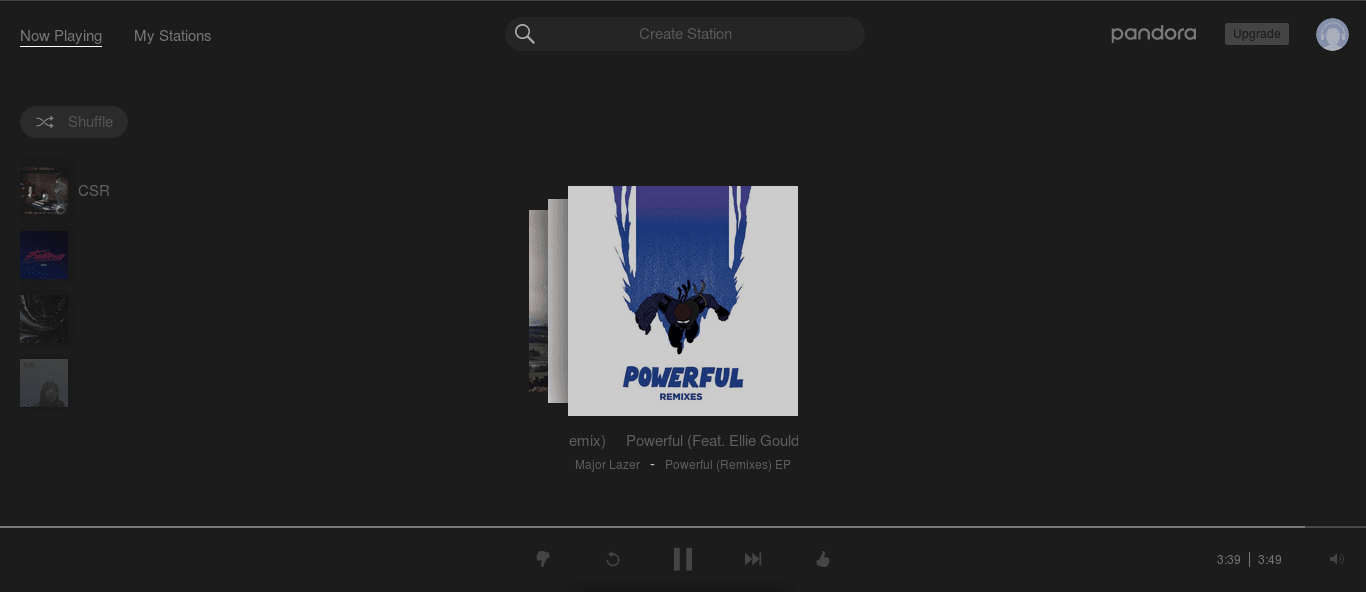 Now Playing
My Stations
Create Station
pandora
Upgrade
Shuffle
CSR
POWERFUL
REMIXES
emix) Powerful (Feat. Ellie Gould
Major Lazer - Powerful (Remixes) EP
3:39 | 3:49